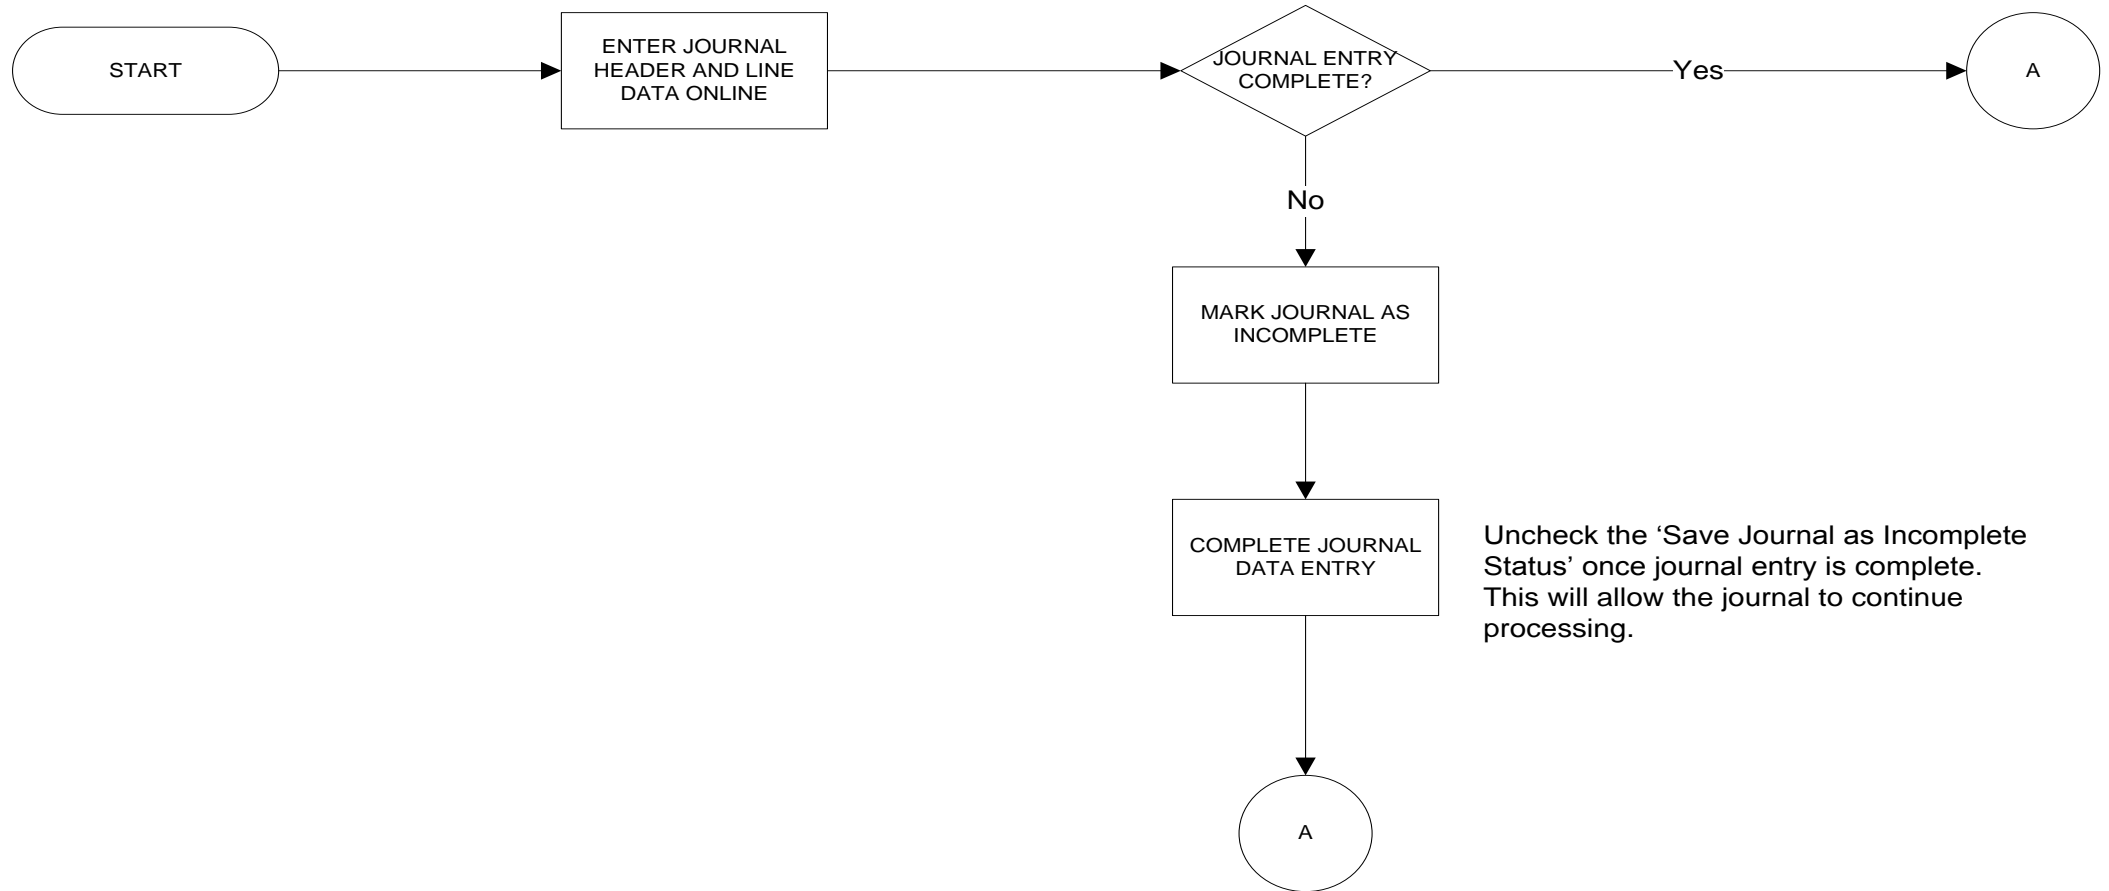 START
ENTER JOURNAL
HEADER AND LINE
DATA ONLINE
JOURNAL ENTRY
COMPLETE?
Yes
A
No
MARK JOURNAL AS
INCOMPLETE
COMPLETE JOURNAL
DATA ENTRY
Uncheck the ‘Save Journal as Incomplete
Status’ once journal entry is complete.
This will allow the journal to continue
processing.
A